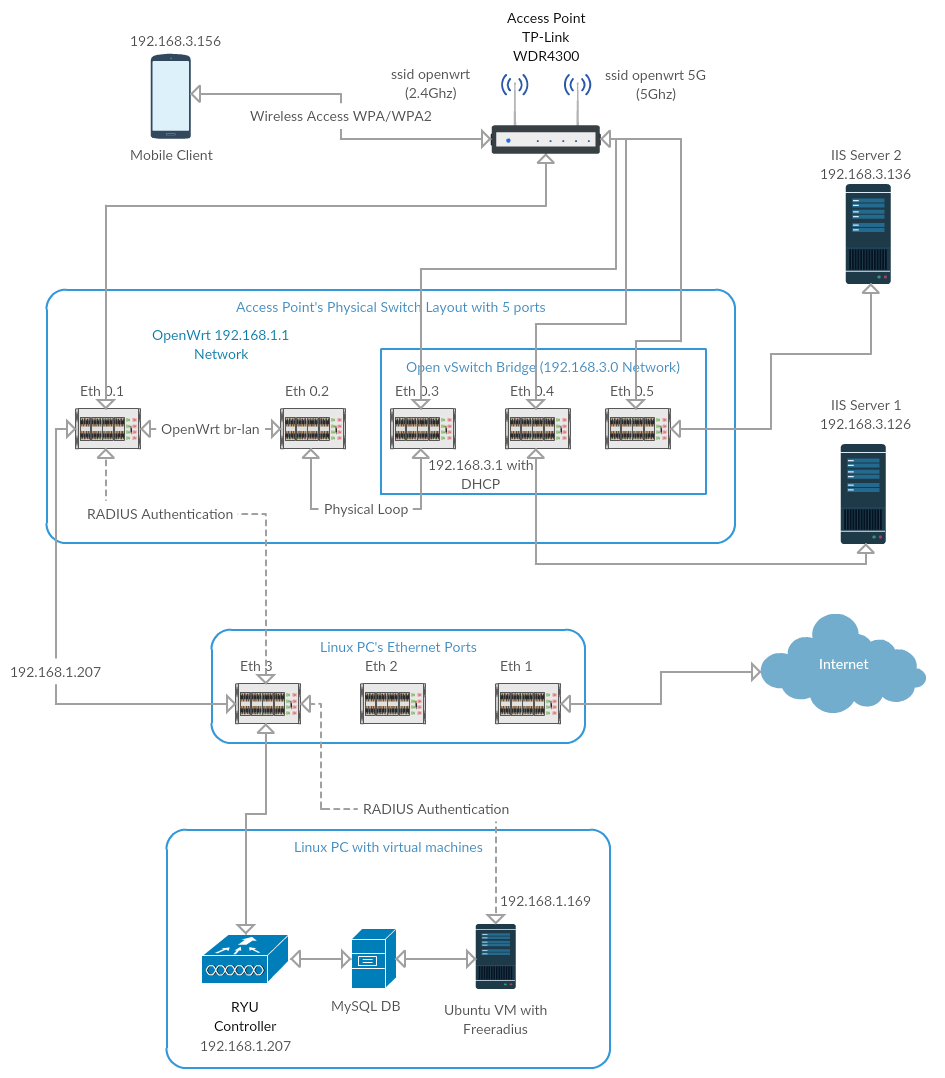 Access Point
TP-Link
WDR4300
192.168.3.156
ssid openwrt
(2.4Ghz)
ssid openwrt 5G
(5Ghz)
Wireless Access WPA/WPA2
Mobile Client
IIS Server 2
192.168.3.136
Access Point's Physical Switch Layout with 5 ports
OpenWrt 192.168.1.1
Network
Open vSwitch Bridge (192.168.3.0 Network)
Eth 0.1
Eth 0.2
Eth 0.3
Eth 0.4
Eth 0.5
OpenWrt br-lan
IIS Server 1
192.168.3.126
192.168.3.1 with
DHCP
RADIUS Authentication
Physical Loop
Linux PC's Ethernet Ports
Eth 3
Eth 2
Eth 1
192.168.1.207
Internet
RADIUS Authentication
Linux PC with virtual machines
192.168.1.169
RYU
Controller
192.168.1.207
MySQL DB
Ubuntu VM with
Freeradius